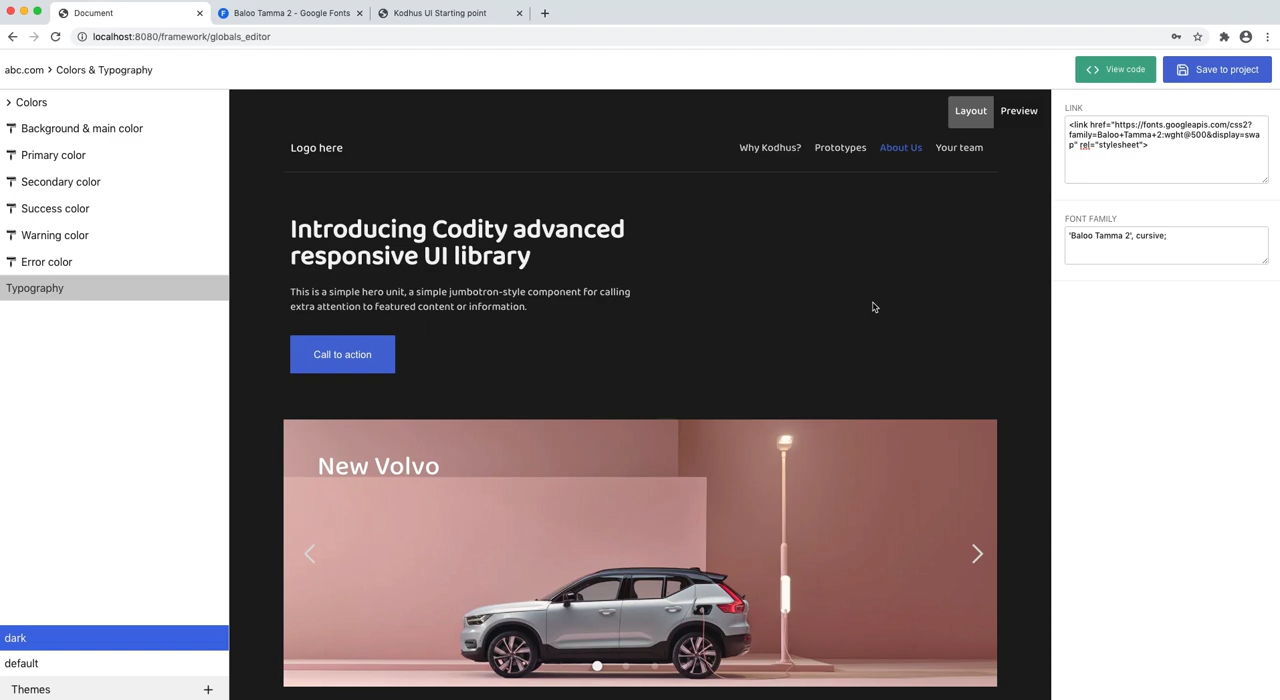 Document
Baloo Tamma 2 - Google Fonts
Kodhus UI Starting point
localhost:8080/framework/globals_editor
abc.com > Colors & Typography
View code
Save to project
Colors
Background & main color
Primary color
Secondary color
Success color
Warning color
Error color
Typography
dark
default
Themes
Layout
Preview
Logo here
Why Kodhus?
Prototypes
About Us
Your team
Introducing Codity advanced
responsive UI library
This is a simple hero unit, a simple jumbotron-style component for calling
extra attention to featured content or information.
Call to action
New Volvo
LINK
<link href="https://fonts.googleapis.com/css2?
family=Baloo+Tamma+2:wght@500&display=swa
p" rel="stylesheet">
FONT FAMILY
'Baloo Tamma 2', cursive;